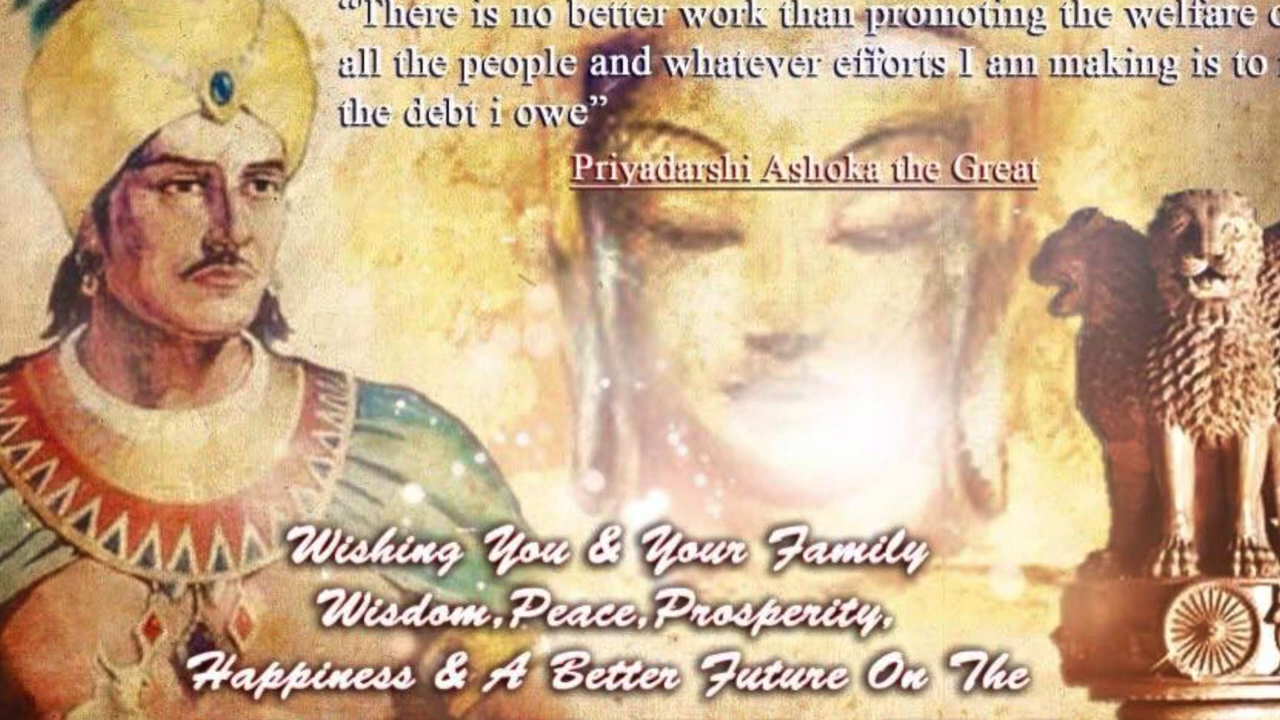 “There is no better work than promoting the welfare
all the people and whatever efforts I am making is to
the debt i owe”
Priyadarshi Ashoka the Great
Wishing You & Your Family
Wisdom,Peace,Prosperity,
Happiness & A Better Future On The